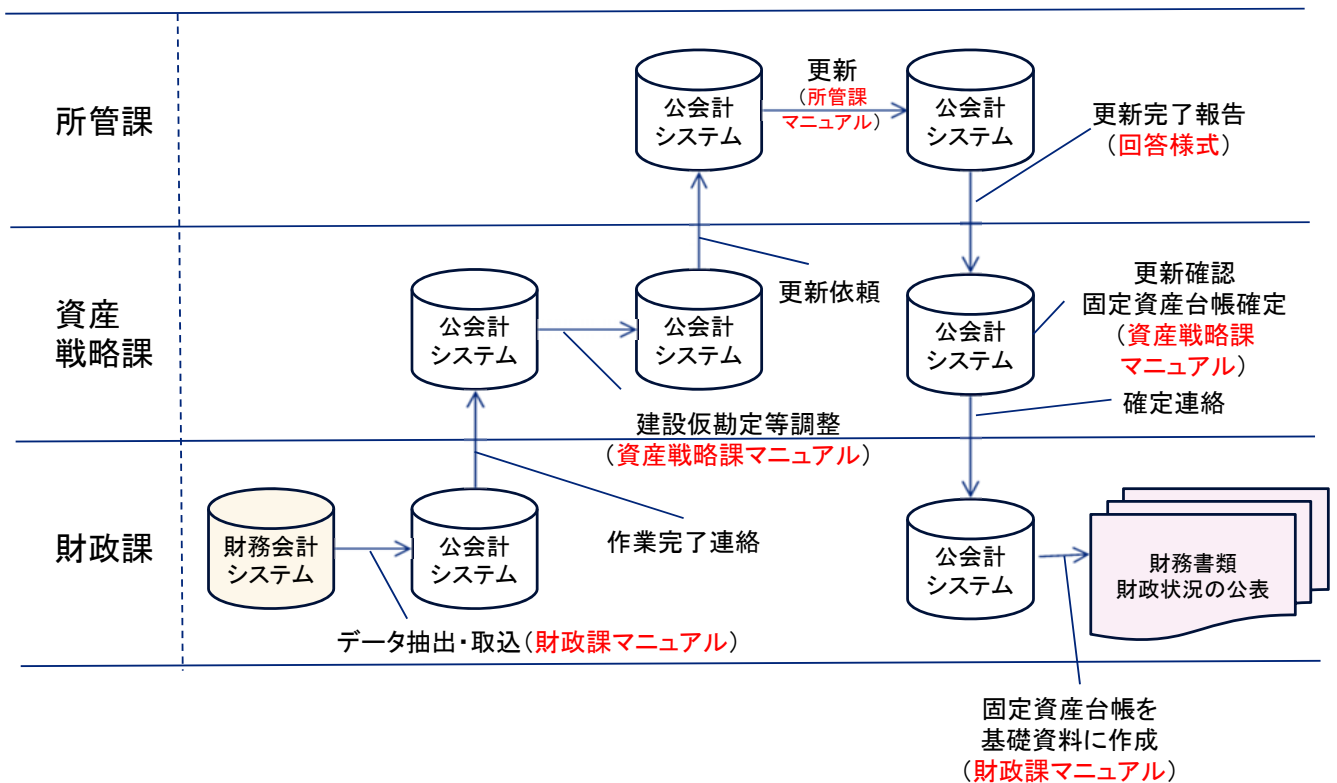 所管課
公会計
システム
更新
（所管課
マニュアル）
公会計
システム
更新完了報告
（回答様式）
資産
戦略課
公会計
システム
公会計
システム
更新依頼
公会計
システム
更新確認
固定資産台帳確定
（資産戦略課
マニュアル）
建設仮勘定等調整
（資産戦略課マニュアル）
確定連絡
財政課
財務会計
システム
公会計
システム
作業完了連絡
公会計
システム
財務書類
財政状況の公表
データ抽出・取込（財政課マニュアル）
固定資産台帳を
基礎資料に作成
（財政課マニュアル）